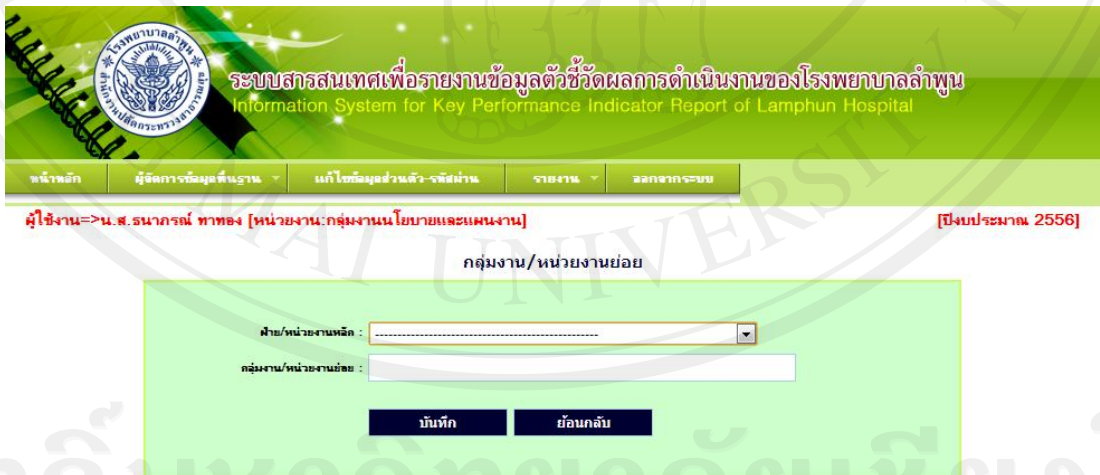 ระบบสารสนเทศเพื่อรายงานข้อมูลตัวชี้วัดผลการดำเนินงานของโรงพยาบาลลำพูน
Information System for Key Performance Indicator Report of Lamphun Hospital
หน้าหลัก ผู้จัดการข้อมูลพื้นฐาน แก้ไขข้อมูลส่วนตัว-รหัสผ่าน รายงาน ออกจากระบบ
ผู้ใช้งาน=>น.ส.ธนาภรณ์ ทาทอง [หน่วยงาน:กลุ่มงานนโยบายและแผนงาน] [ปีงบประมาณ 2556]
กลุ่มงาน/หน่วยงานย่อย
ฝ่าย/หน่วยงานหลัก : --------------------------------------------------
กลุ่มงาน/หน่วยงานย่อย :
บันทึก ย้อนกลับ
MAI UNIVERSIT